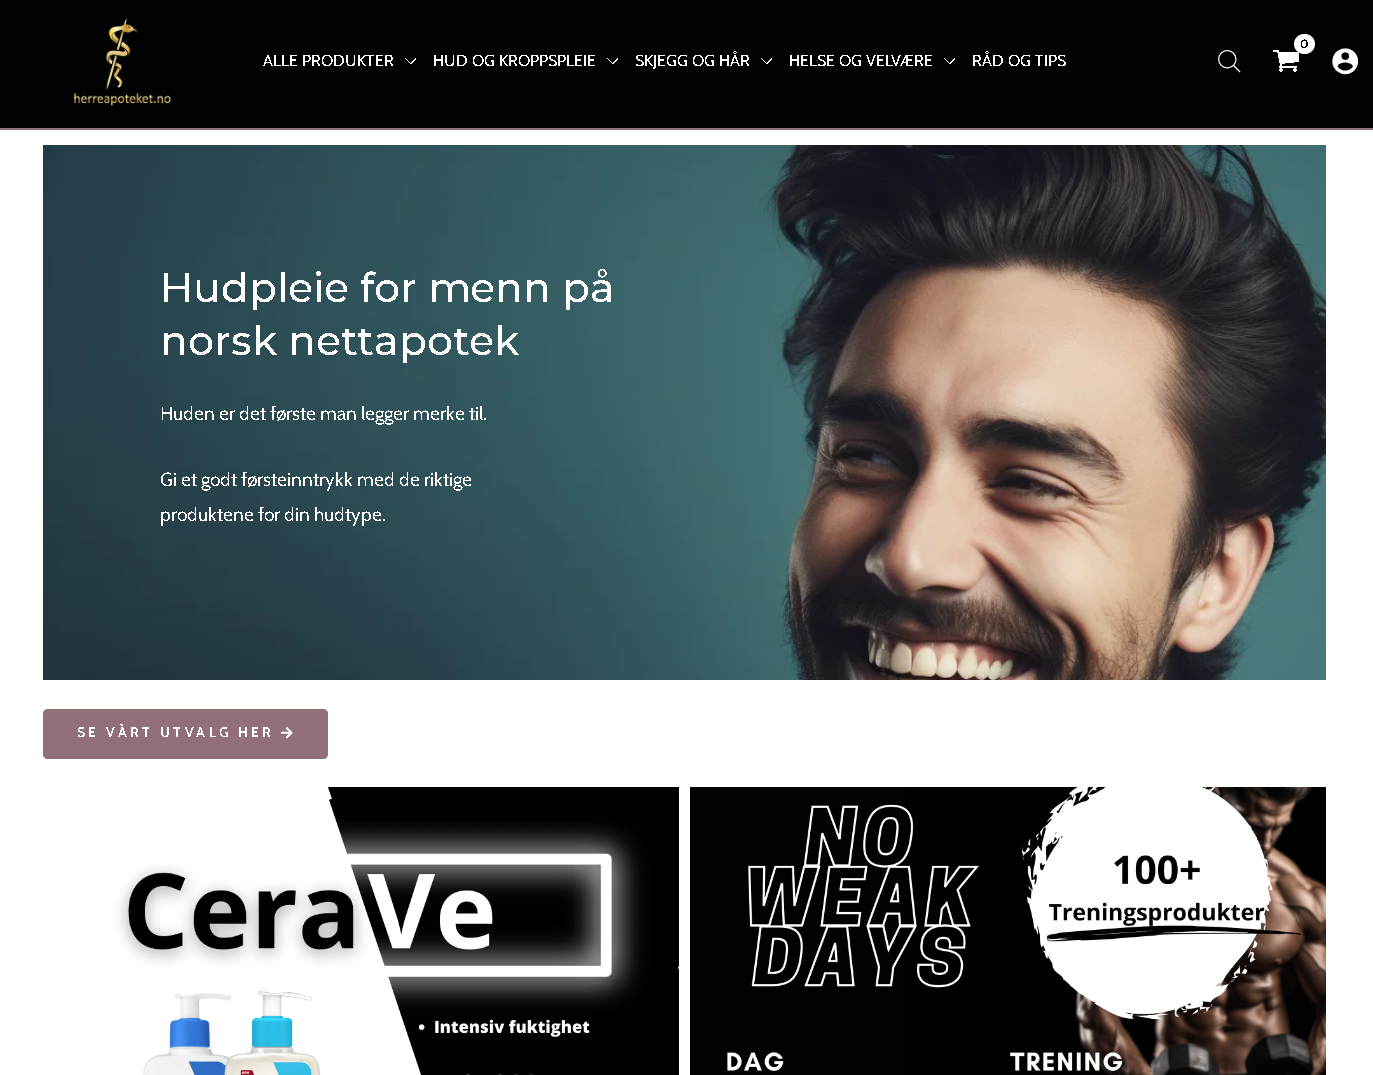 herreapoteket.no
ALLE PRODUKTER
HUD OG KROPPSPLEIE
SKJEGG OG HÅR
HELSE OG VELVÆRE
RÅD OG TIPS
0
Hudpleie for menn på
norsk nettapotek
Huden er det første man legger merke til.
Gi et godt førsteinntrykk med de riktige
produktene for din hudtype.
SE VÅRT UTVALG HER →
CeraVe
• Intensiv fuktighet
NO
WEAK
DAYS
100+
Treningsprodukter
DAG
TRENING